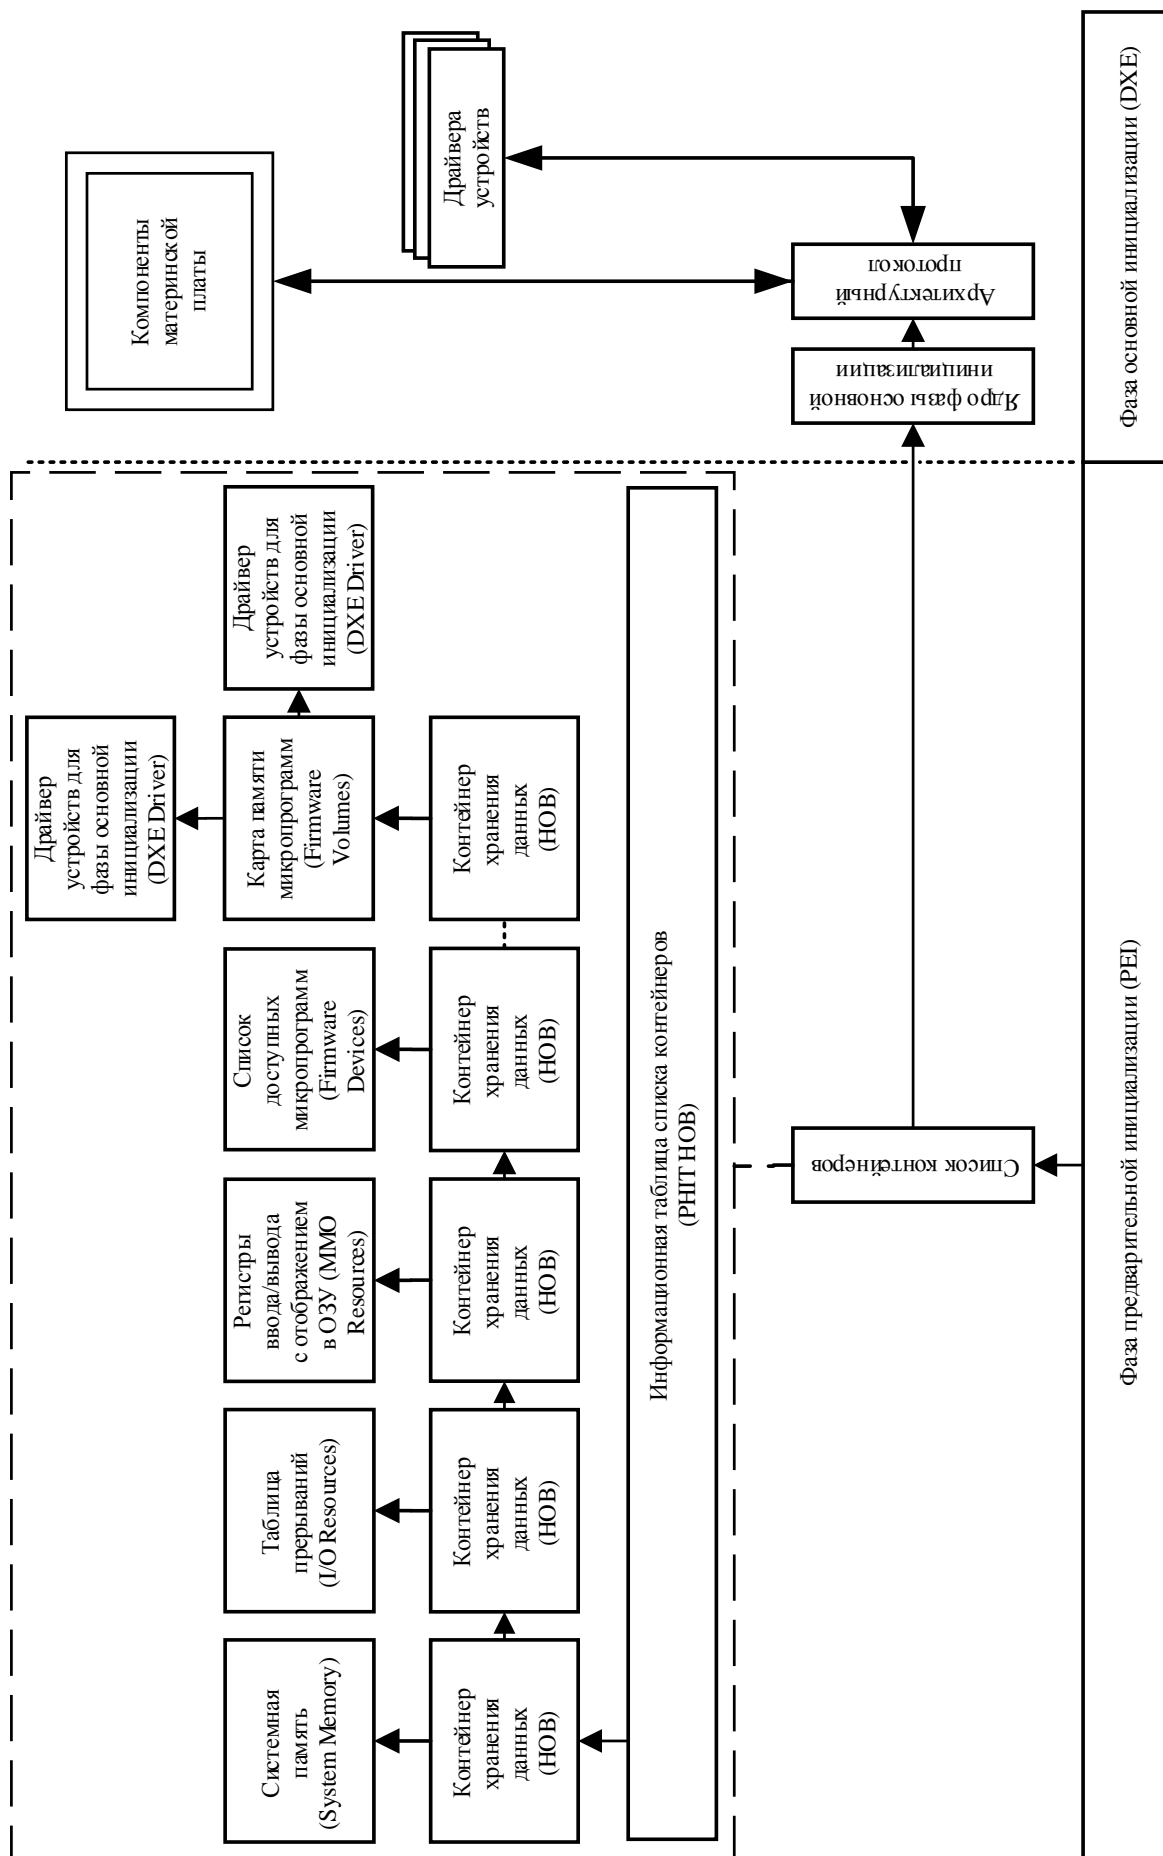 Драйвер
устройств для
фазы основной
инициализации
(DXE Driver)
Компоненты
материнской
платы
Системная
память
(System Memory)
Таблица
прерываний
(I/O Resources)
Регистры
ввода/вывода
с отображением
в ОЗУ (MMO
Resources)
Список
доступных
микропрограмм
(Firmware
Devices)
Карта памяти
микропрограмм
(Firmware
Volumes)
Драйвер
устройств для
фазы основной
инициализации
(DXE Driver)
Контейнер
хранения
данных
(HOB)
Контейнер
хранения
данных
(HOB)
Контейнер
хранения
данных
(HOB)
Контейнер
хранения
данных
(HOB)
Контейнер
хранения
данных
(HOB)
Драйвера
устройств
Информационная таблица списка контейнеров
(PHIT HOB)
Список контейнеров
Ядро фазы основной
инициализации
Архитектурный
протокол
Фаза предварительной инициализации (PEI)
Фаза основной инициализации (DXE)